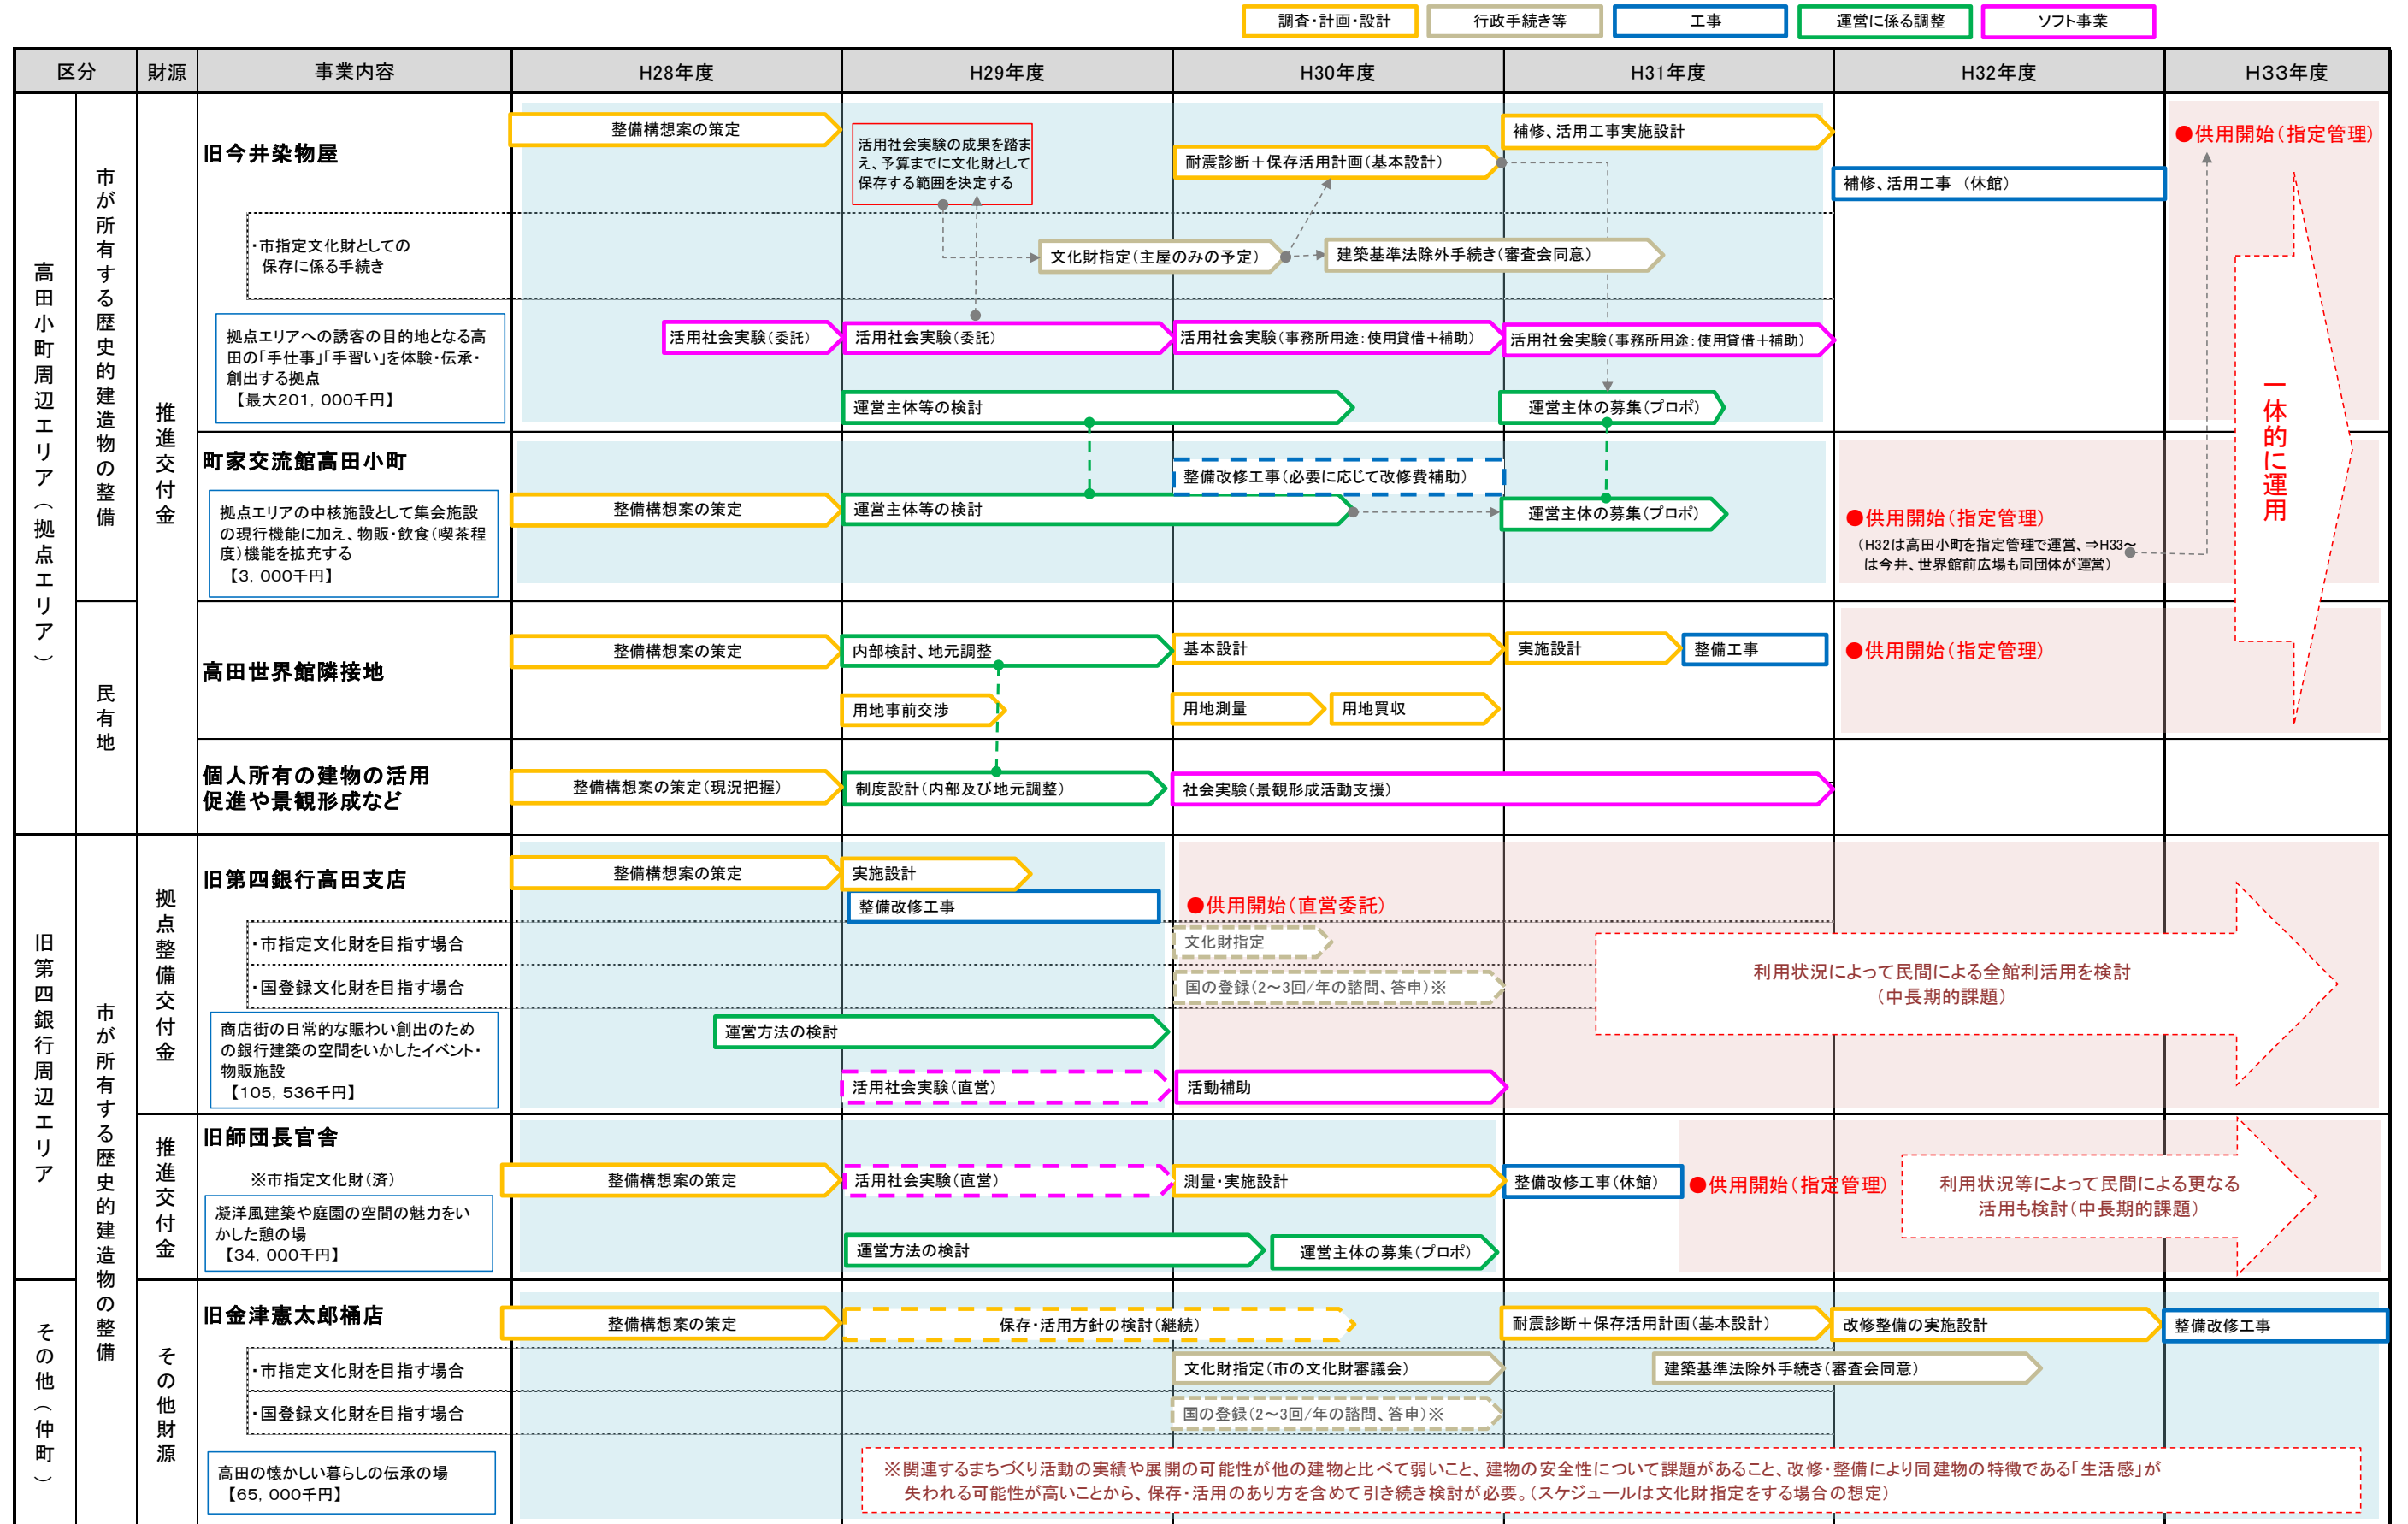 調査・計画・設計
行政手続き等
工事
運営に係る調整
ソフト事業
区分
財源
事業内容
H28年度
H29年度
H30年度
H31年度
H32年度
H33年度
高田小町周辺エリア（拠点エリア）
市が所有する歴史的建造物の整備
推進交付金
旧今井染物屋
整備構想案の策定
活用社会実験の成果を踏ま
え、予算までに文化財として
保存する範囲を決定する
耐震診断＋保存活用計画（基本設計）
補修、活用工事実施設計
補修、活用工事　（休館）
●供用開始（指定管理）
・市指定文化財としての
保存に係る手続き
文化財指定（主屋のみの予定）
建築基準法除外手続き（審査会同意）
拠点エリアへの誘客の目的地となる高
田の「手仕事」「手習い」を体験・伝承・
創出する拠点
【最大201，000千円】
活用社会実験（委託）
活用社会実験（委託）
活用社会実験（事務所用途：使用貸借＋補助）
活用社会実験（事務所用途：使用貸借＋補助）
運営主体等の検討
運営主体の募集（プロポ）
一体的に運用
町家交流館高田小町
拠点エリアの中核施設として集会施設
の現行機能に加え、物販・飲食（喫茶程
度）機能を拡充する
【3，000千円】
整備構想案の策定
整備改修工事（必要に応じて改修費補助）
運営主体等の検討
運営主体の募集（プロポ）
●供用開始（指定管理）
（H32は高田小町を指定管理で運営、⇒H33～
は今井、世界館前広場も同団体が運営）
民有地
高田世界館隣接地
整備構想案の策定
内部検討、地元調整
基本設計
実施設計
整備工事
●供用開始（指定管理）
用地事前交渉
用地測量
用地買収
個人所有の建物の活用
促進や景観形成など
整備構想案の策定（現況把握）
制度設計（内部及び地元調整）
社会実験（景観形成活動支援）
旧第四銀行周辺エリア
市が所有する歴史的建造物の整備
拠点整備交付金
旧第四銀行高田支店
整備構想案の策定
実施設計
整備改修工事
●供用開始（直営委託）
・市指定文化財を目指す場合
文化財指定
・国登録文化財を目指す場合
国の登録（2～3回/年の諮問、答申）※
利用状況によって民間による全館利活用を検討
（中長期的課題）
商店街の日常的な賑わい創出のため
の銀行建築の空間をいかしたイベント・
物販施設
【105，536千円】
運営方法の検討
活用社会実験（直営）
活動補助
推進交付金
旧師団長官舎
※市指定文化財（済）
凝洋風建築や庭園の空間の魅力をい
かした憩の場
【34，000千円】
整備構想案の策定
活用社会実験（直営）
測量・実施設計
整備改修工事（休館）
●供用開始（指定管理）
利用状況等によって民間による更なる
活用も検討（中長期的課題）
運営方法の検討
運営主体の募集（プロポ）
その他（仲町）
その他財源
旧金津憲太郎桶店
整備構想案の策定
保存・活用方針の検討（継続）
耐震診断＋保存活用計画（基本設計）
改修整備の実施設計
整備改修工事
・市指定文化財を目指す場合
文化財指定（市の文化財審議会）
建築基準法除外手続き（審査会同意）
・国登録文化財を目指す場合
国の登録（2～3回/年の諮問、答申）※
高田の懐かしい暮らしの伝承の場
【65，000千円】
※関連するまちづくり活動の実績や展開の可能性が他の建物と比べて弱いこと、建物の安全性について課題があること、改修・整備により同建物の特徴である「生活感」が
失われる可能性が高いことから、保存・活用のあり方を含めて引き続き検討が必要。（スケジュールは文化財指定をする場合の想定）